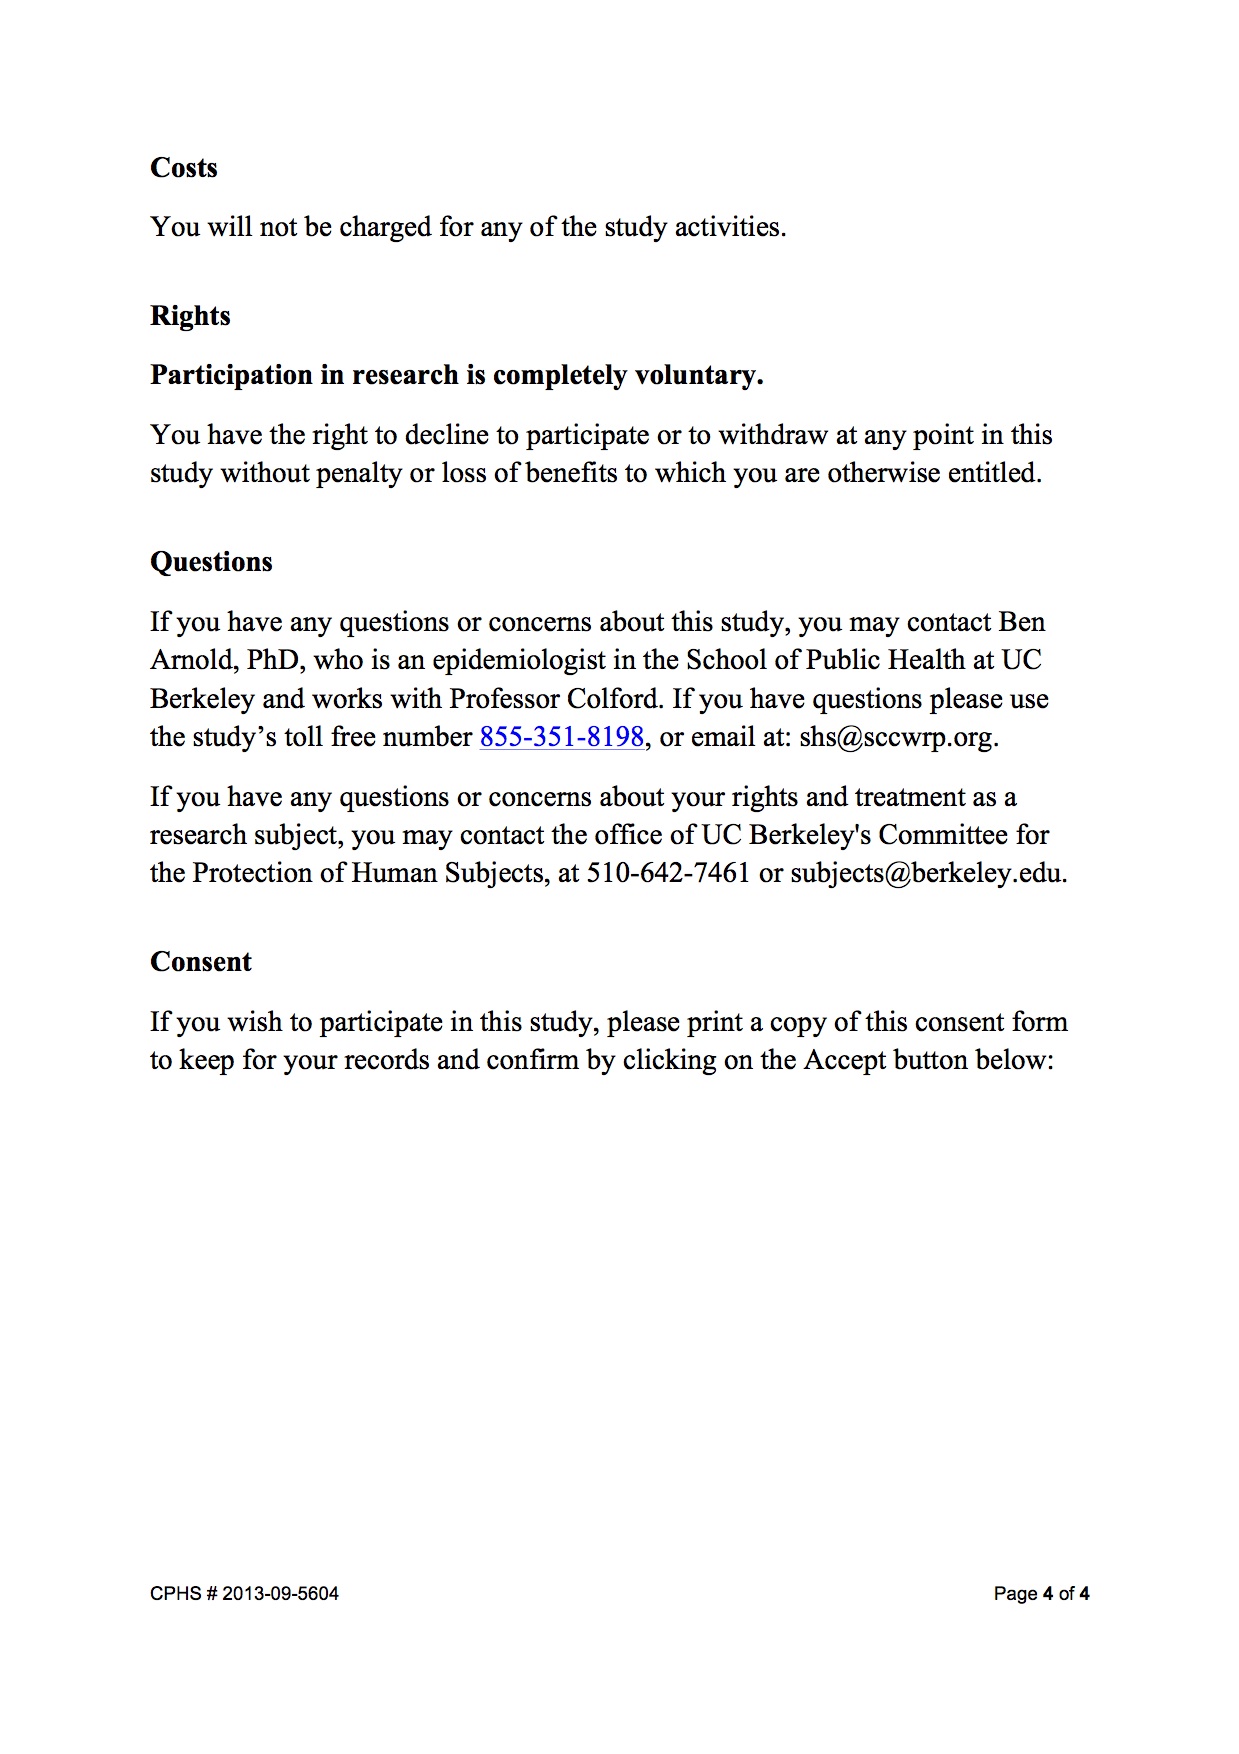 Costs
You will not be charged for any of the study activities.
Rights
Participation in research is completely voluntary.
You have the right to decline to participate or to withdraw at any point in this
study without penalty or loss of benefits to which you are otherwise entitled.
Questions
If you have any questions or concerns about this study, you may contact Ben
Arnold, PhD, who is an epidemiologist in the School of Public Health at UC
Berkeley and works with Professor Colford. If you have questions please use
the study’s toll free number 855-351-8198, or email at: shs@sccwrp.org.
If you have any questions or concerns about your rights and treatment as a
research subject, you may contact the office of UC Berkeley's Committee for
the Protection of Human Subjects, at 510-642-7461 or subjects@berkeley.edu.
Consent
If you wish to participate in this study, please print a copy of this consent form
to keep for your records and confirm by clicking on the Accept button below:
CPHS # 2013-09-5604 Page 4 of 4